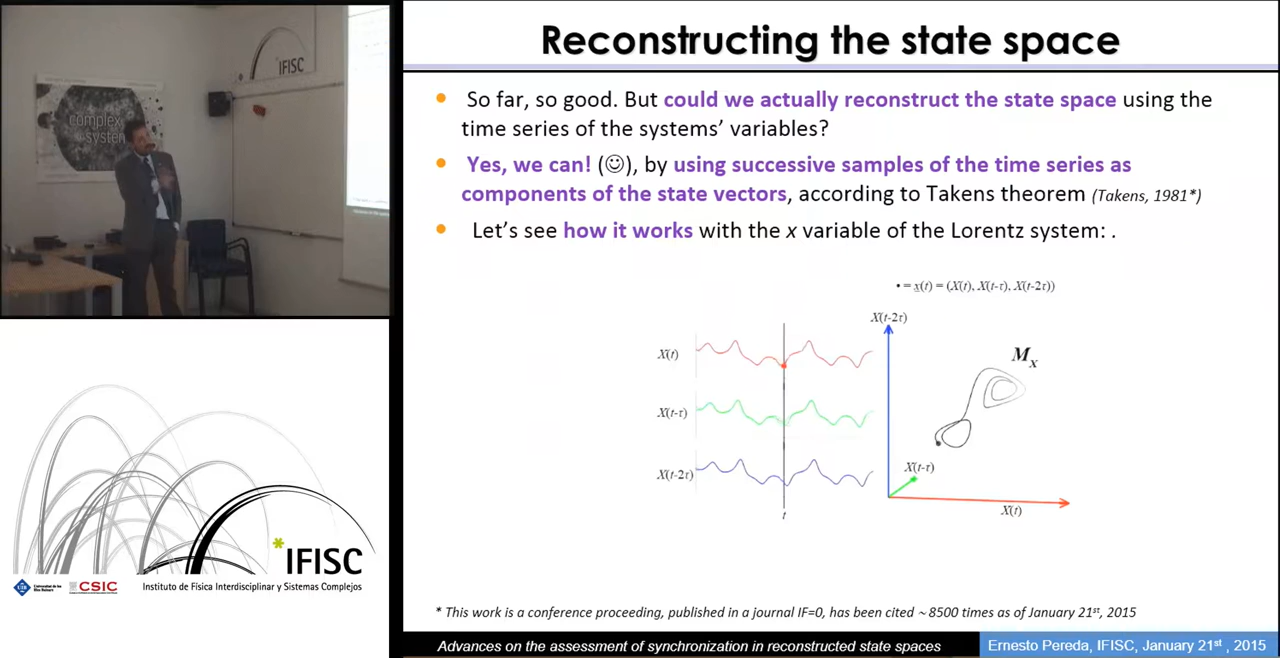 IFISC
complex
system
Reconstructing the state space
So far, so good. But could we actually reconstruct the state space using the
time series of the systems' variables?
Yes, we can! (☺), by using successive samples of the time series as
components of the state vectors, according to Takens theorem (Takens, 1981*)
Let's see how it works with the x variable of the Lorentz system: .
• = x(t) = (X(t), X(t-τ), X(t-2τ))
X(t-2τ)
X(t)
M_X
X(t-τ)
X(t-τ)
X(t-2τ)
X(t)
t
* This work is a conference proceeding, published in a journal IF=0, has been cited ~8500 times as of January 21st, 2015
Advances on the assessment of synchronization in reconstructed state spaces
Ernesto Pereda, IFISC, January 21st , 2015
*IFISC
UIB
CSIC
Instituto de Física Interdisciplinar y Sistemas Complejos